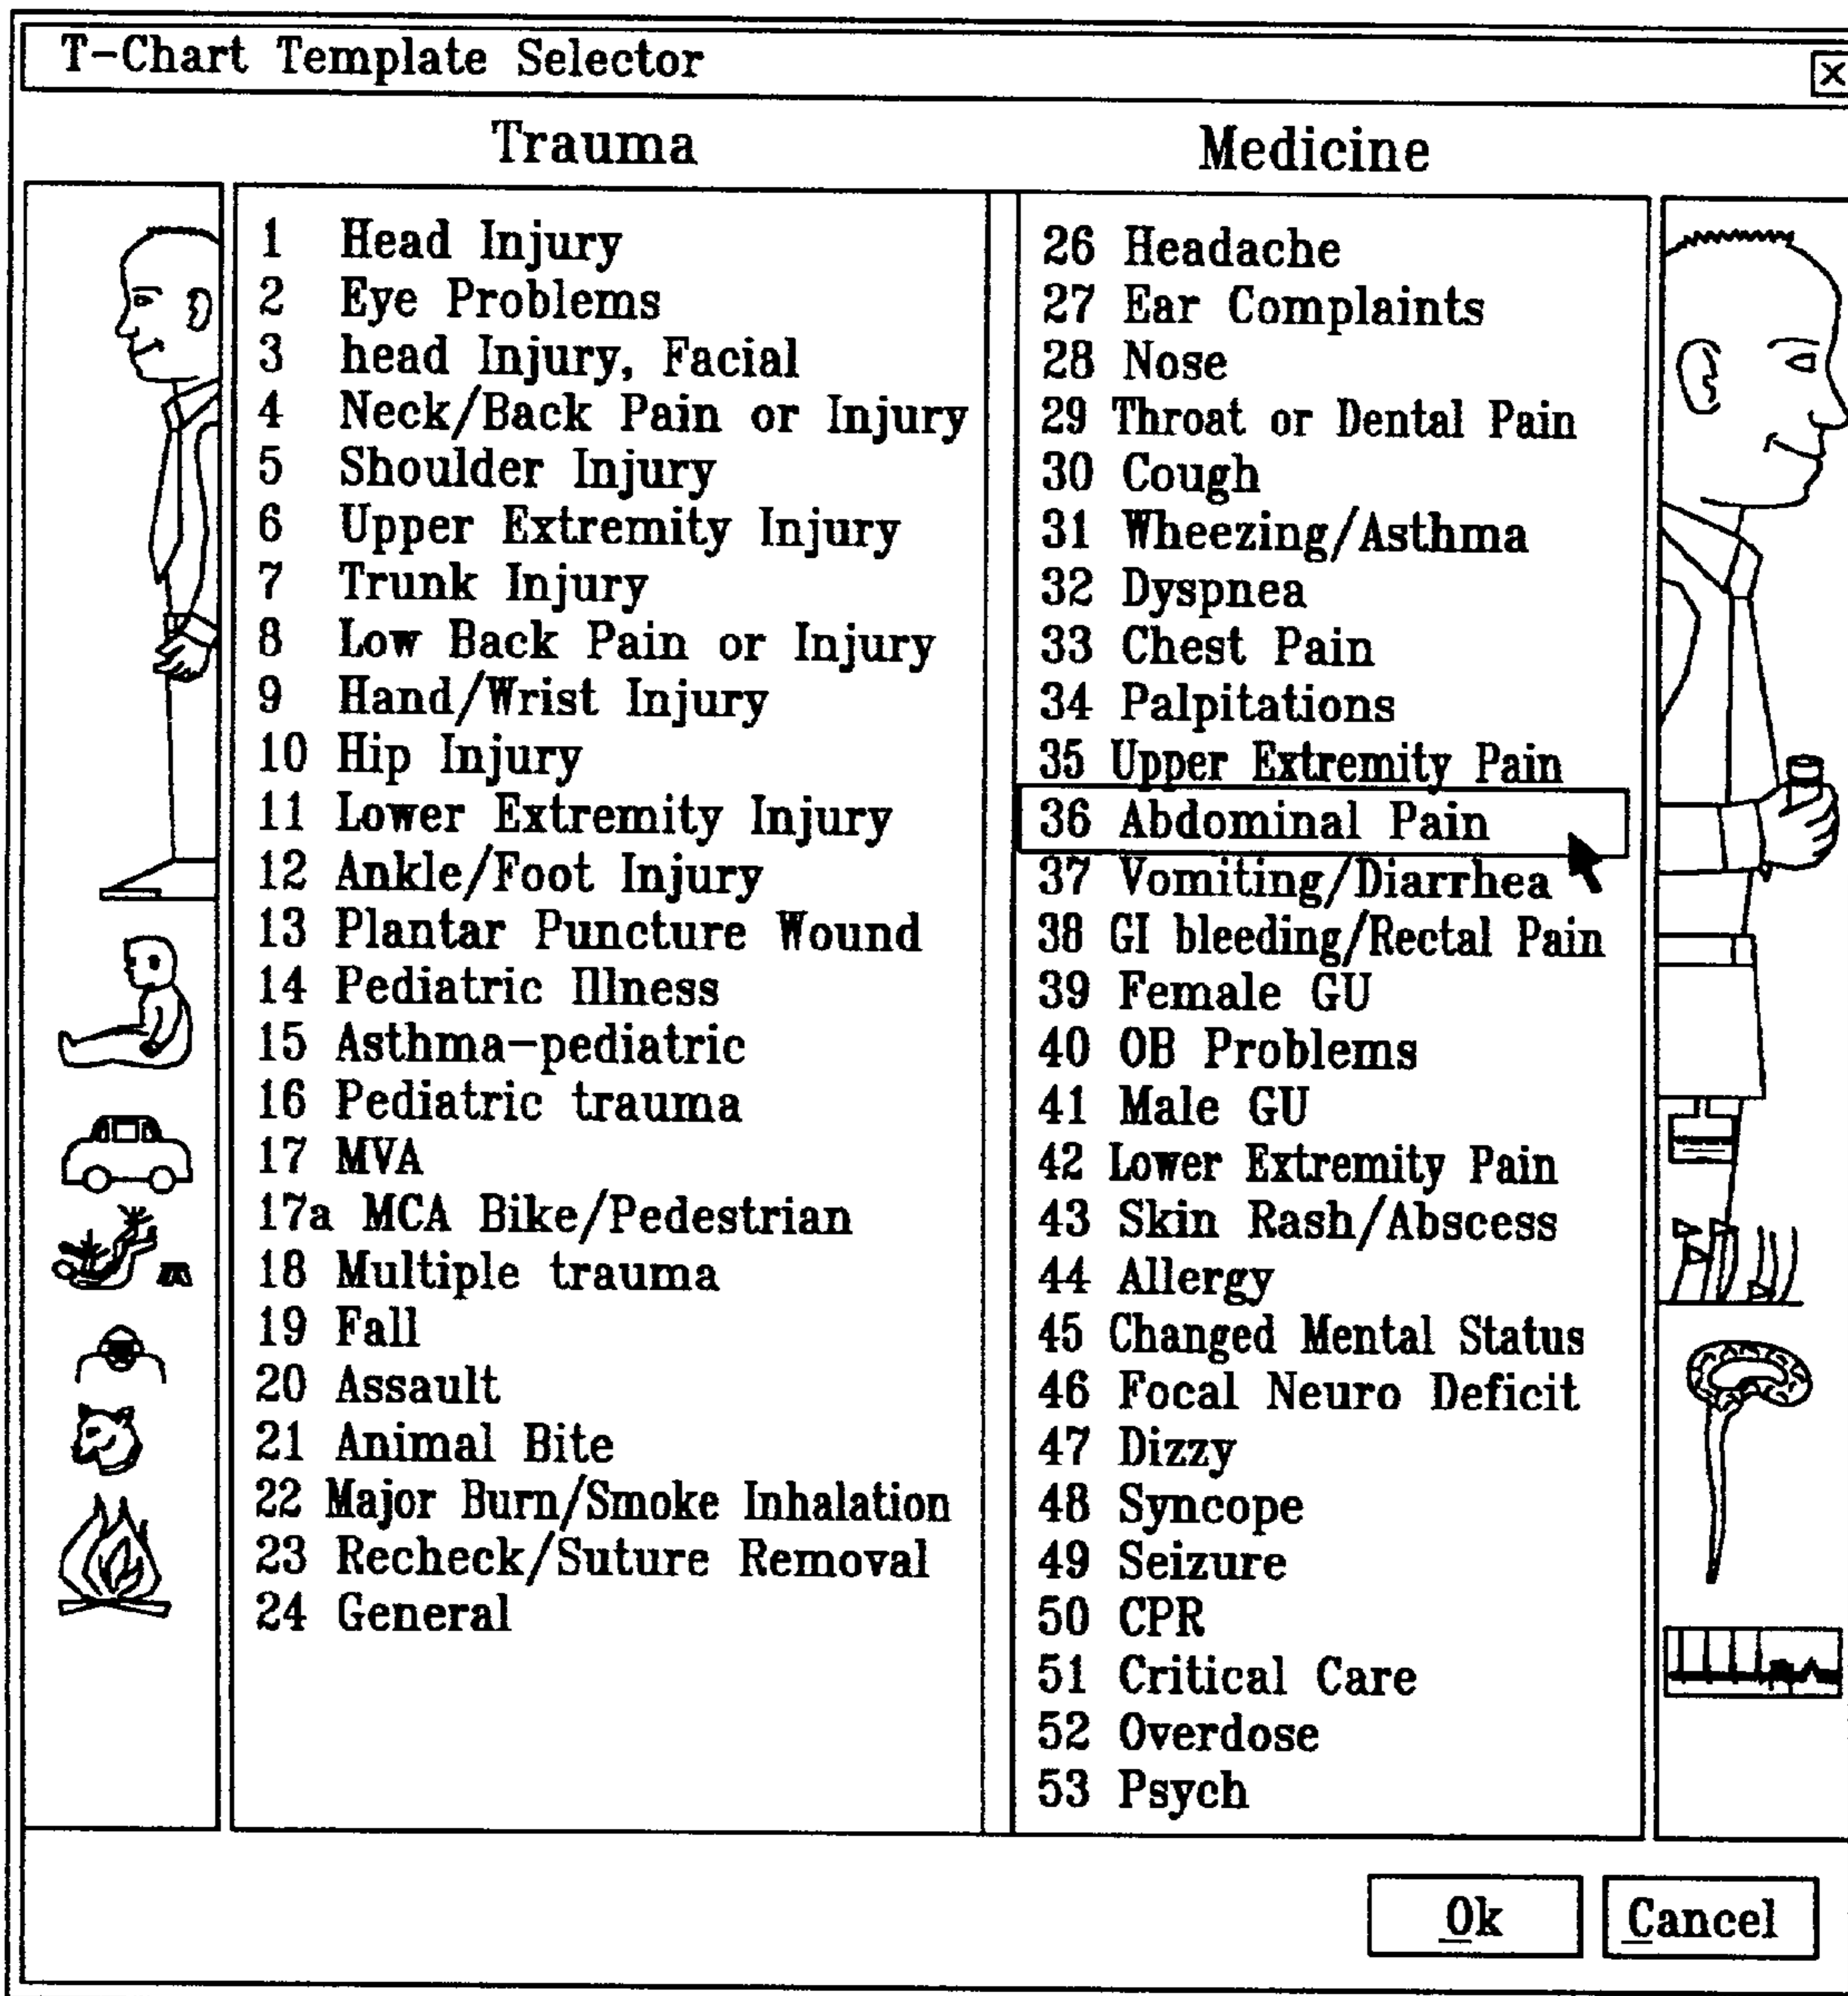 T-Chart Template Selector
Trauma
1 Head Injury
2 Eye Problems
3 head Injury, Facial
4 Neck/Back Pain or Injury
5 Shoulder Injury
6 Upper Extremity Injury
7 Trunk Injury
8 Low Back Pain or Injury
9 Hand/Wrist Injury
10 Hip Injury
11 Lower Extremity Injury
12 Ankle/Foot Injury
13 Plantar Puncture Wound
14 Pediatric Illness
15 Asthma-pediatric
16 Pediatric trauma
17 MVA
17a MCA Bike/Pedestrian
18 Multiple trauma
19 Fall
20 Assault
21 Animal Bite
22 Major Burn/Smoke Inhalation
23 Recheck/Suture Removal
24 General
Medicine
26 Headache
27 Ear Complaints
28 Nose
29 Throat or Dental Pain
30 Cough
31 Wheezing/Asthma
32 Dyspnea
33 Chest Pain
34 Palpitations
35 Upper Extremity Pain
36 Abdominal Pain
37 Vomiting/Diarrhea
38 GI bleeding/Rectal Pain
39 Female GU
40 OB Problems
41 Male GU
42 Lower Extremity Pain
43 Skin Rash/Abscess
44 Allergy
45 Changed Mental Status
46 Focal Neuro Deficit
47 Dizzy
48 Syncope
49 Seizure
50 CPR
51 Critical Care
52 Overdose
53 Psych
Ok
Cancel